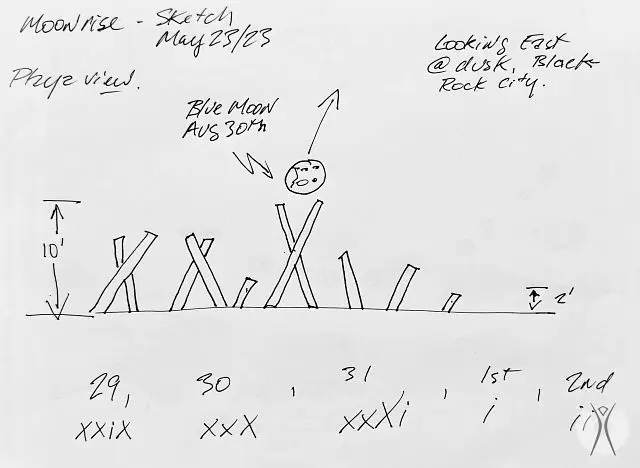 Moonrise - Sketch
May 23/23
Looking East
@ dusk, Black
Rock City.
Playa view.
Blue Moon
Aug 30th
10'
2'
29, 30 , 31 , 1st , 2nd
xxix xxx xxxi i ii